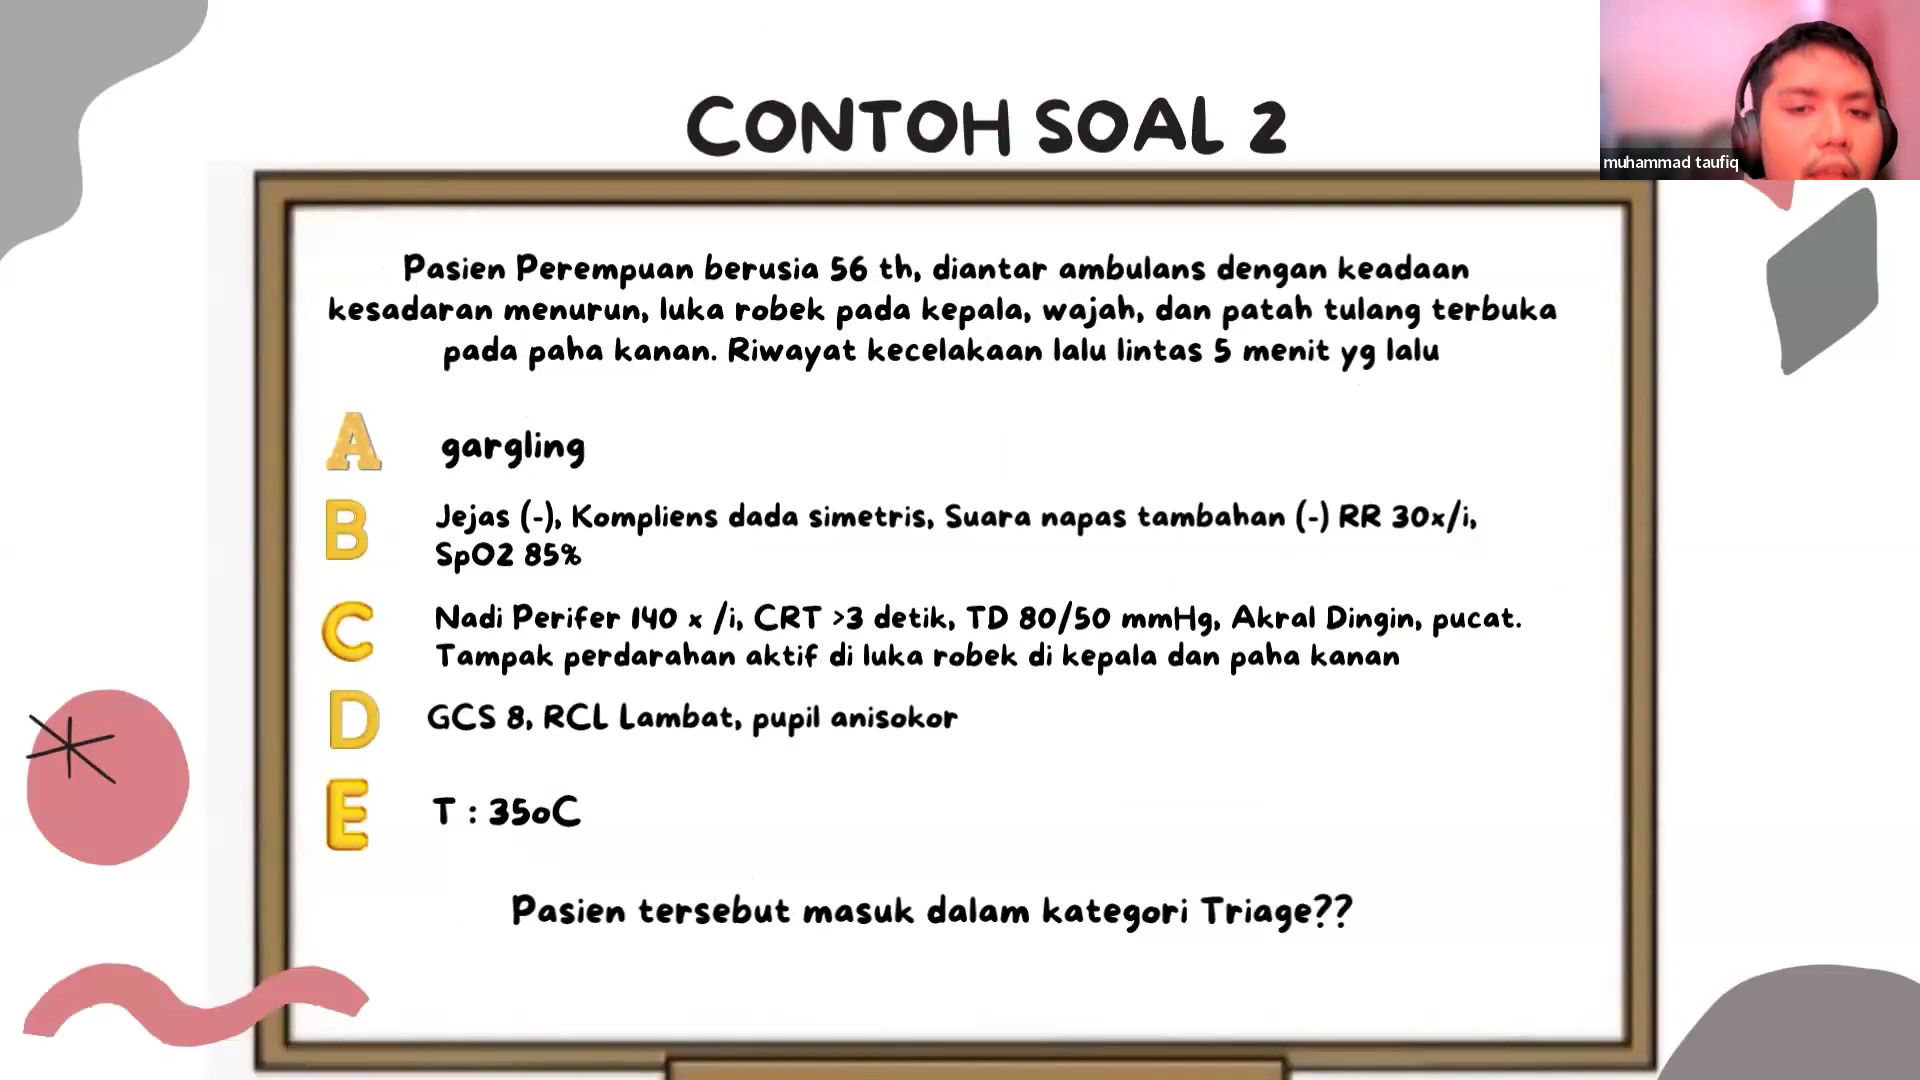 CONTOH SOAL 2
muhammad taufiq
Pasien Perempuan berusia 56 th, diantar ambulans dengan keadaan
kesadaran menurun, luka robek pada kepala, wajah, dan patah tulang terbuka
pada paha kanan. Riwayat kecelakaan lalu lintas 5 menit yg lalu
A gargling
B Jejas (-), Kompliens dada simetris, Suara napas tambahan (-) RR 30x/i,
SpO2 85%
C Nadi Perifer 140 x /i, CRT >3 detik, TD 80/50 mmHg, Akral Dingin, pucat.
Tampak perdarahan aktif di luka robek di kepala dan paha kanan
D GCS 8, RCL Lambat, pupil anisokor
E T : 35oC
Pasien tersebut masuk dalam kategori Triage??